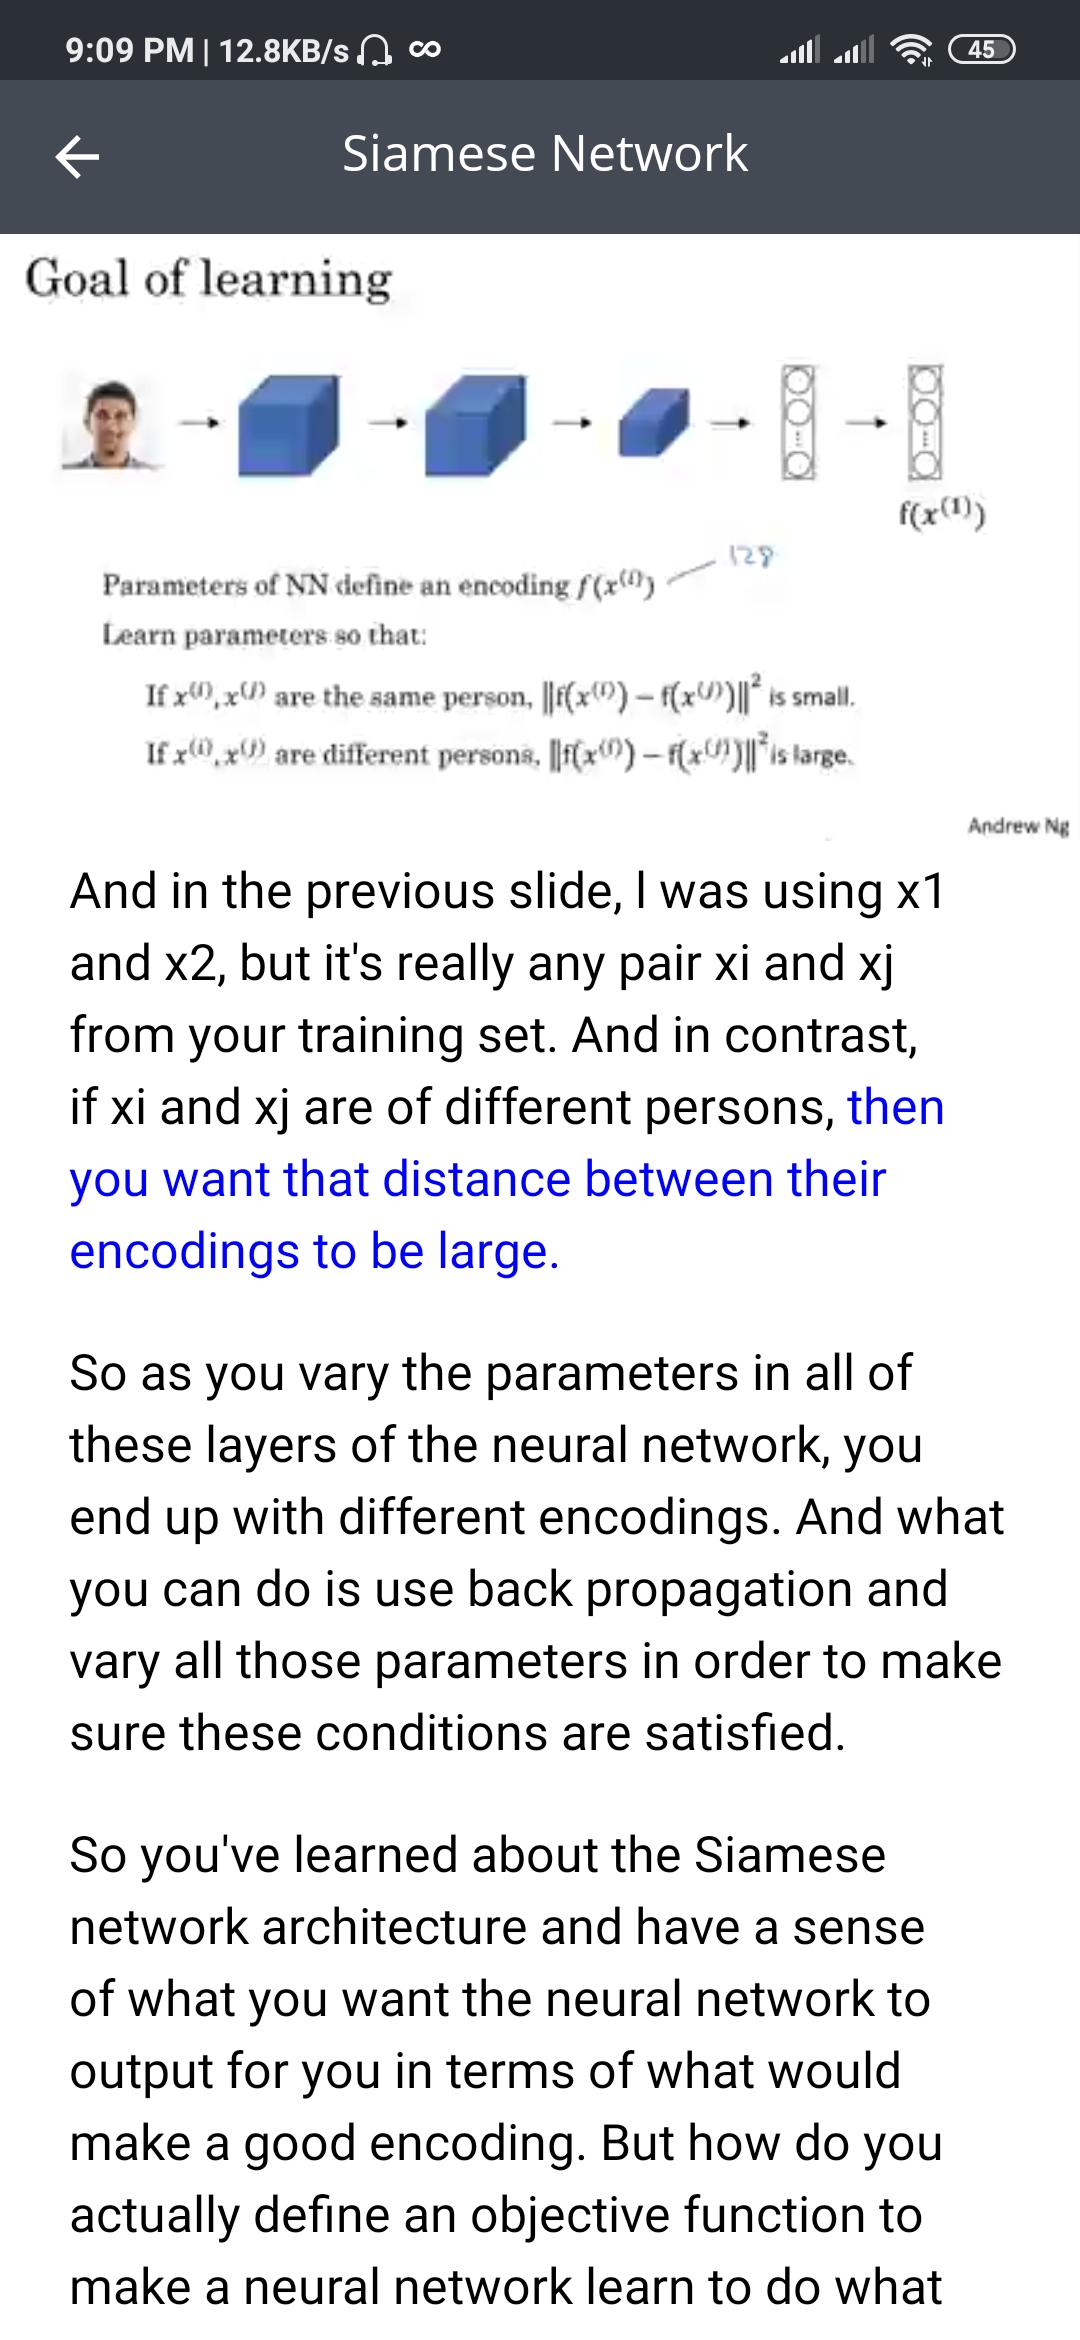 9:09 PM | 12.8KB/s
45
Siamese Network
Goal of learning
f(x⁽¹⁾)
128
Parameters of NN define an encoding f(x⁽ⁱ⁾)
Learn parameters so that:
If x⁽ⁱ⁾, x⁽ʲ⁾ are the same person, ‖f(x⁽ⁱ⁾) – f(x⁽ʲ⁾)‖² is small.
If x⁽ⁱ⁾, x⁽ʲ⁾ are different persons, ‖f(x⁽ⁱ⁾) – f(x⁽ʲ⁾)‖² is large.
Andrew Ng
And in the previous slide, I was using x1
and x2, but it's really any pair xi and xj
from your training set. And in contrast,
if xi and xj are of different persons, then
you want that distance between their
encodings to be large.
So as you vary the parameters in all of
these layers of the neural network, you
end up with different encodings. And what
you can do is use back propagation and
vary all those parameters in order to make
sure these conditions are satisfied.
So you've learned about the Siamese
network architecture and have a sense
of what you want the neural network to
output for you in terms of what would
make a good encoding. But how do you
actually define an objective function to
make a neural network learn to do what